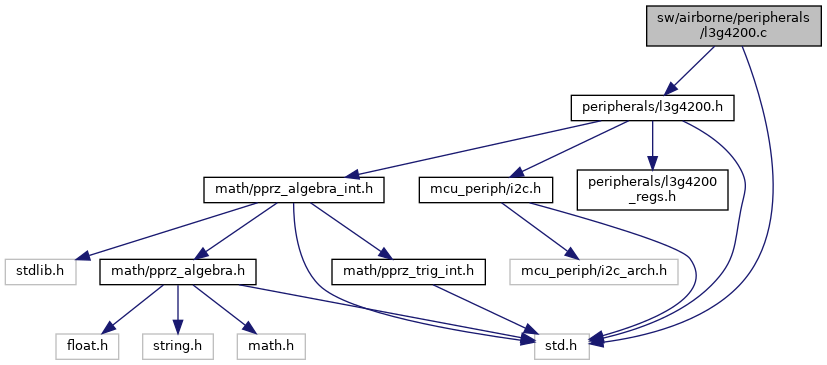 sw/airborne/peripherals
/l3g4200.c
peripherals/l3g4200.h
math/pprz_algebra_int.h
mcu_periph/i2c.h
peripherals/l3g4200
_regs.h
stdlib.h
math/pprz_algebra.h
math/pprz_trig_int.h
mcu_periph/i2c_arch.h
float.h
string.h
math.h
std.h